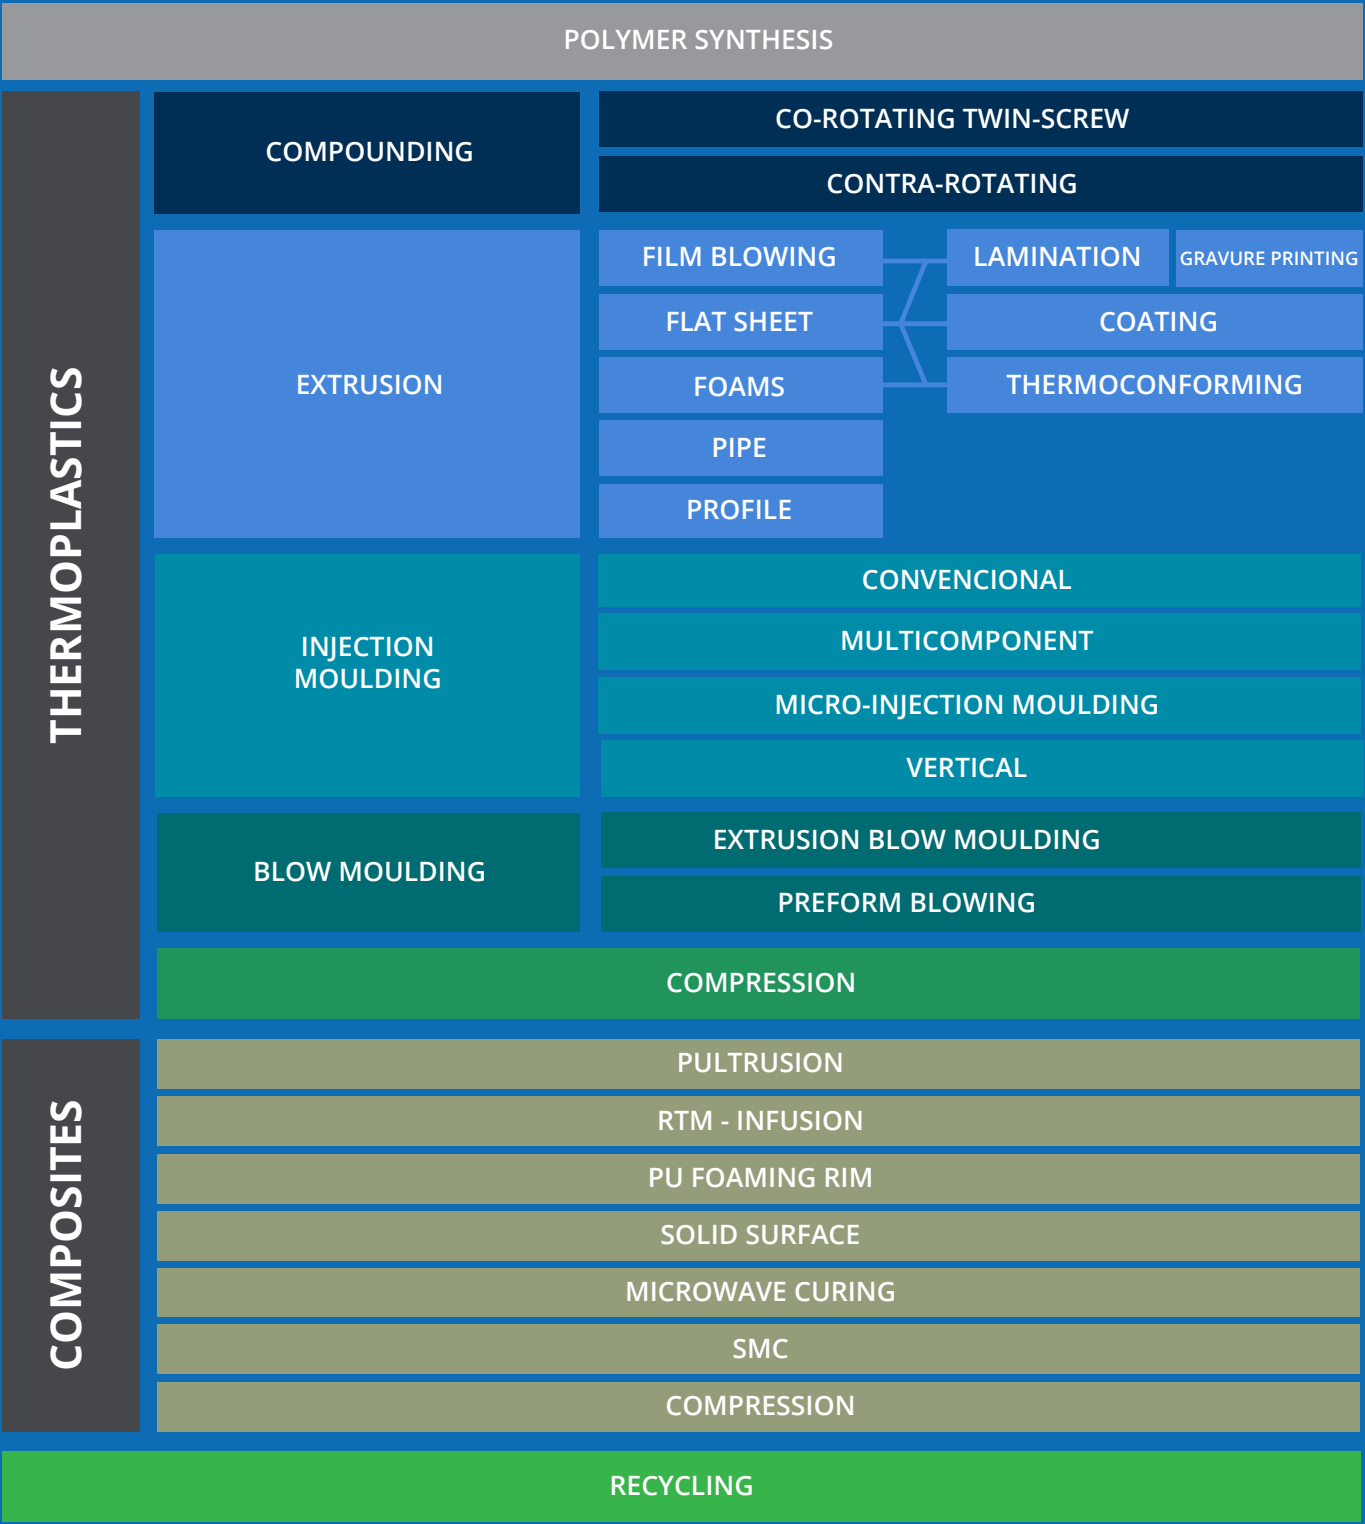 POLYMER SYNTHESIS
THERMOPLASTICS
COMPOUNDING
CO-ROTATING TWIN-SCREW
CONTRA-ROTATING
EXTRUSION
FILM BLOWING
LAMINATION
GRAVURE PRINTING
FLAT SHEET
COATING
FOAMS
THERMOCONFORMING
PIPE
PROFILE
INJECTION
MOULDING
CONVENCIONAL
MULTICOMPONENT
MICRO-INJECTION MOULDING
VERTICAL
BLOW MOULDING
EXTRUSION BLOW MOULDING
PREFORM BLOWING
COMPRESSION
COMPOSITES
PULTRUSION
RTM - INFUSION
PU FOAMING RIM
SOLID SURFACE
MICROWAVE CURING
SMC
COMPRESSION
RECYCLING